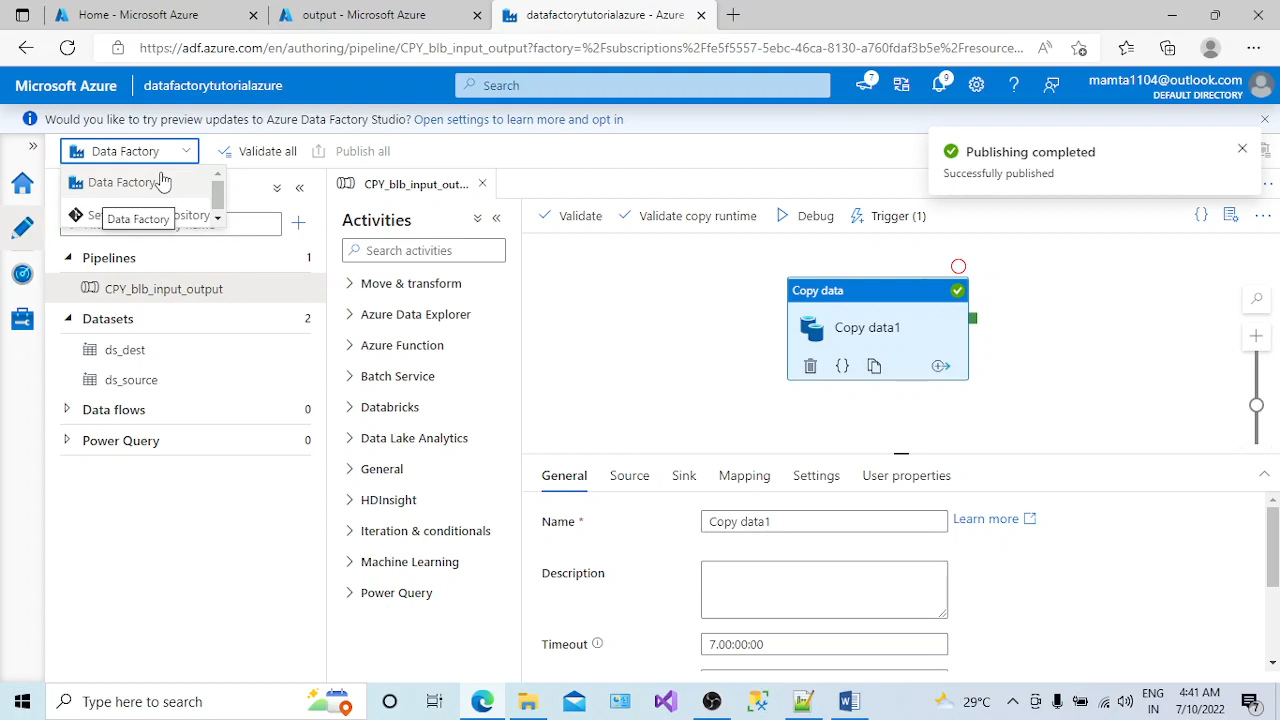 Home - Microsoft Azure
output - Microsoft Azure
datafactorytutorialazure - Azure
https://adf.azure.com/en/authoring/pipeline/CPY_blb_input_output?factory=%2Fsubscriptions%2Ffe5f5557-5ebc-46ca-8130-a760fdaf3b5e%2Fresource...
Microsoft Azure
datafactorytutorialazure
Search
7
9
mamta1104@outlook.com
DEFAULT DIRECTORY
Would you like to try preview updates to Azure Data Factory Studio? Open settings to learn more and opt in
Data Factory
Validate all
Publish all
Publishing completed
Successfully published
Data Factory
Data Factory
CPY_blb_input_out...
Validate
Validate copy runtime
Debug
Trigger (1)
Pipelines 1
CPY_blb_input_output
Datasets 2
ds_dest
ds_source
Data flows 0
Power Query 0
Activities
Search activities
Move & transform
Azure Data Explorer
Azure Function
Batch Service
Databricks
Data Lake Analytics
General
HDInsight
Iteration & conditionals
Machine Learning
Power Query
Copy data
Copy data1
General
Source
Sink
Mapping
Settings
User properties
Name *
Copy data1
Learn more
Description
Timeout
7.00:00:00
Type here to search
29°C
ENG
IN
4:41 AM
7/10/2022
7